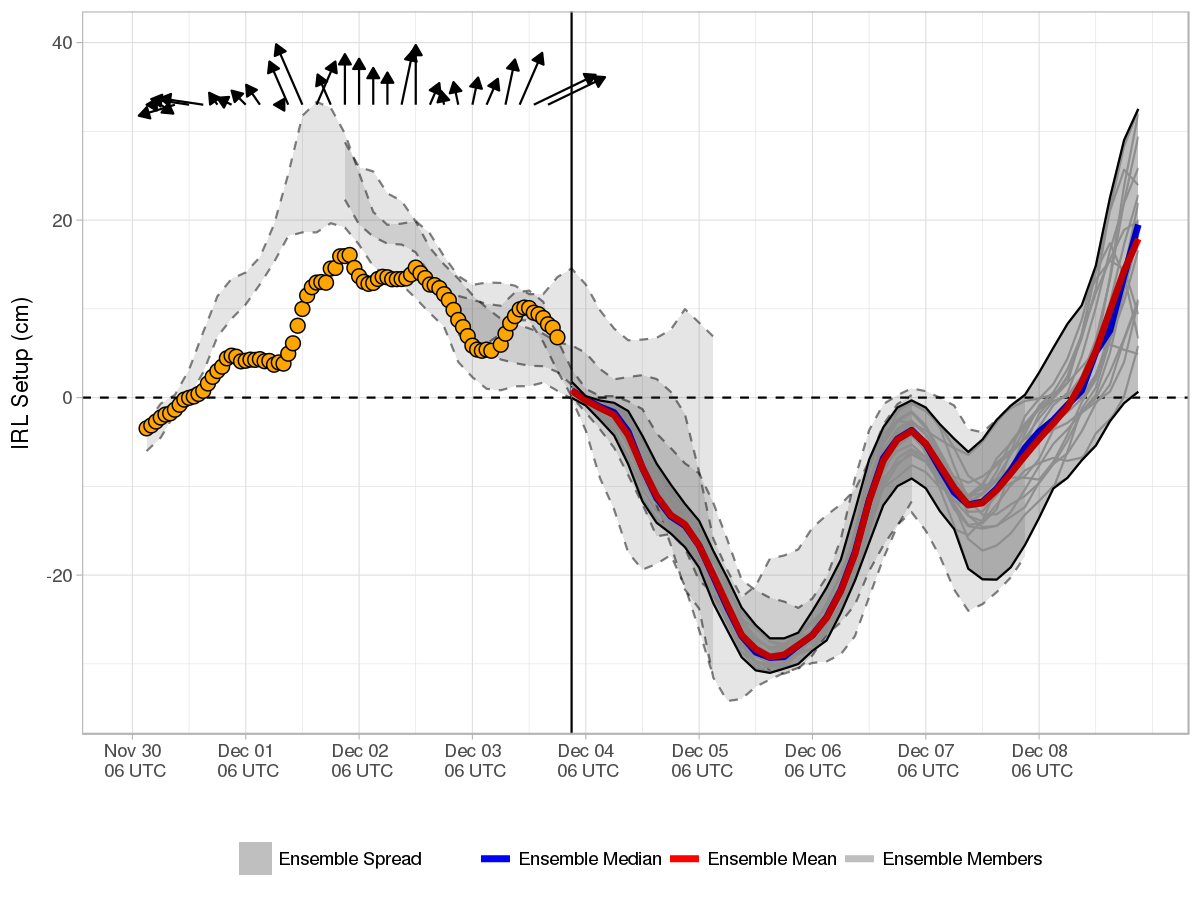 IRL Setup (cm)
40
20
0
-20
Nov 30 Dec 01 Dec 02 Dec 03 Dec 04 Dec 05 Dec 06 Dec 07 Dec 08
06 UTC 06 UTC 06 UTC 06 UTC 06 UTC 06 UTC 06 UTC 06 UTC 06 UTC
Ensemble Spread Ensemble Median Ensemble Mean Ensemble Members